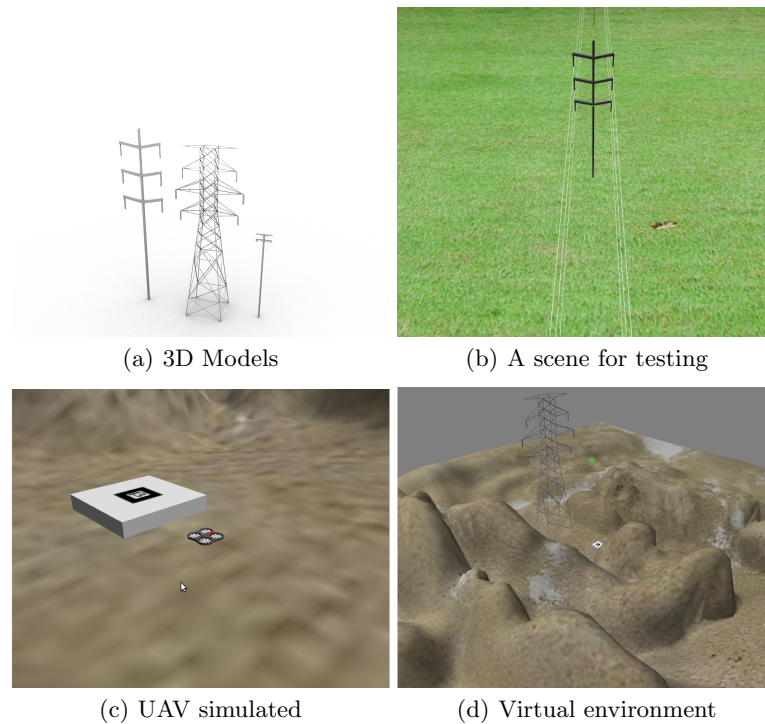 (a) 3D Models
(b) A scene for testing
(c) UAV simulated
(d) Virtual environment